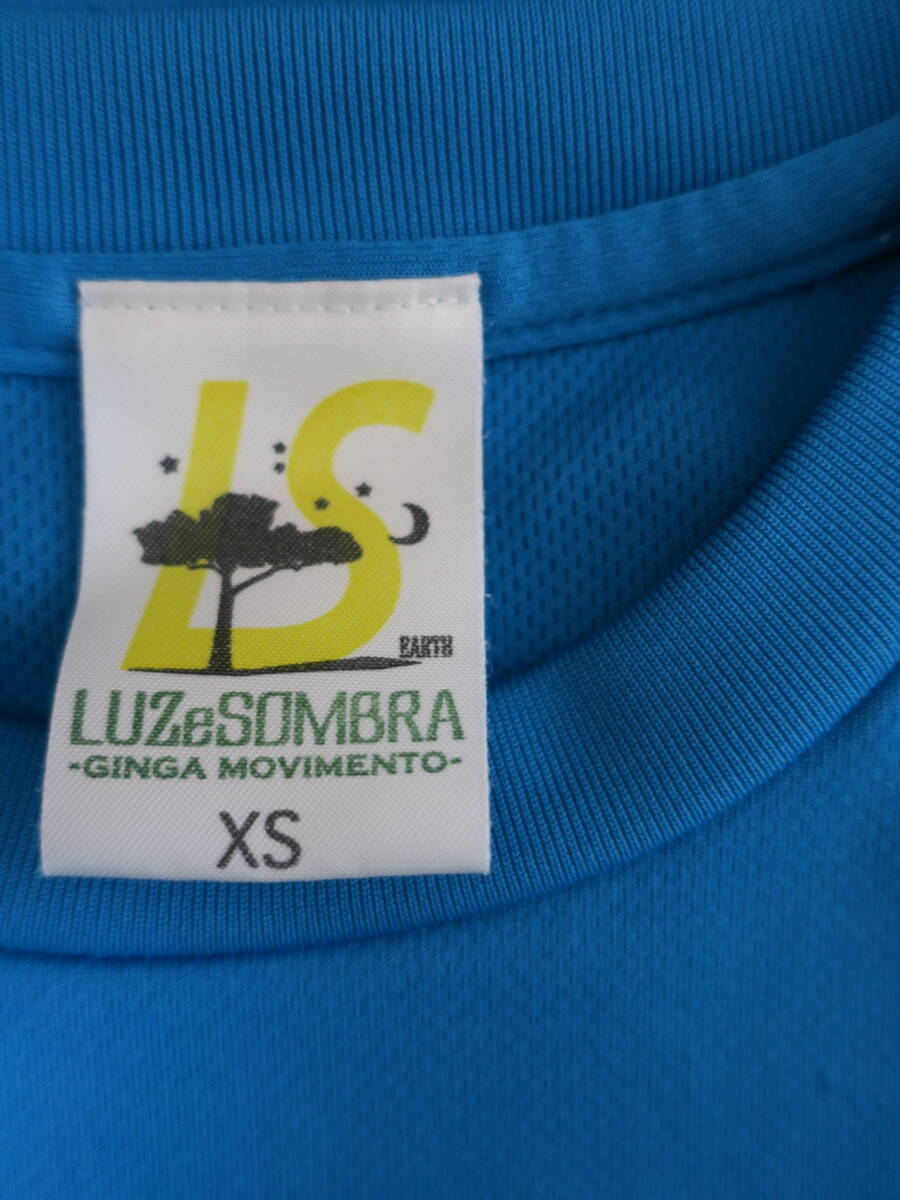 LS
EARTH
LUZeSOMBRA
-GINGA MOVIMENTO-
XS